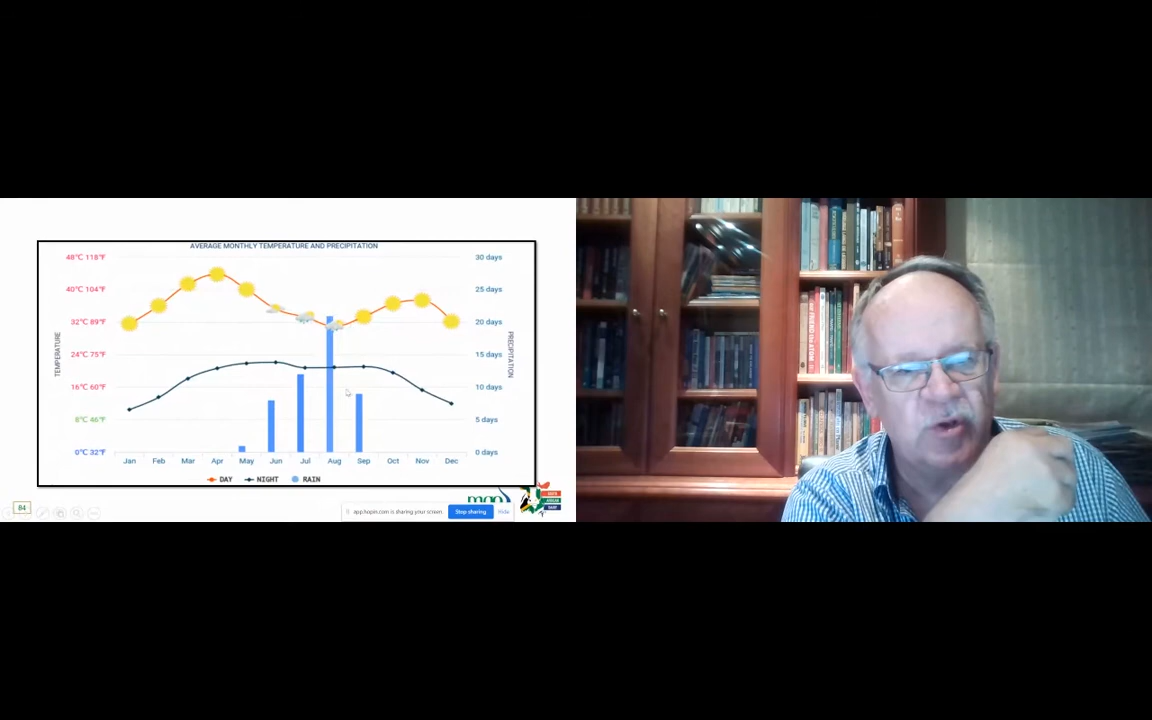 AVERAGE MONTHLY TEMPERATURE AND PRECIPITATION
48°C 118°F
30 days
40°C 104°F
25 days
32°C 89°F
20 days
24°C 75°F
15 days
16°C 60°F
10 days
8°C 46°F
5 days
0°C 32°F
0 days
TEMPERATURE
PRECIPITATION
Jan Feb Mar Apr May Jun Jul Aug Sep Oct Nov Dec
DAY NIGHT RAIN
84
app.hopin.com is sharing your screen. Stop sharing Hide